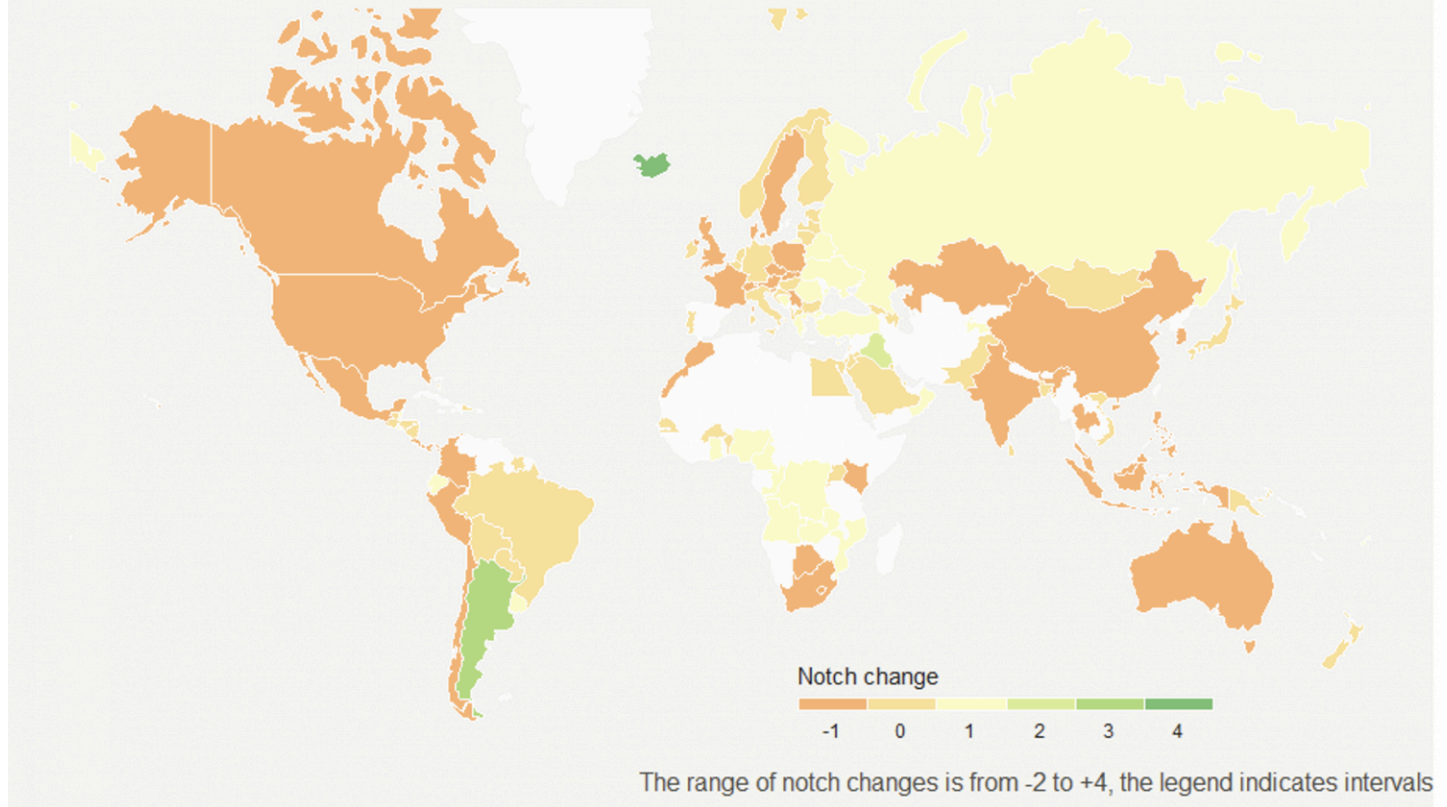 Notch change
-1 0 1 2 3 4
The range of notch changes is from -2 to +4, the legend indicates intervals